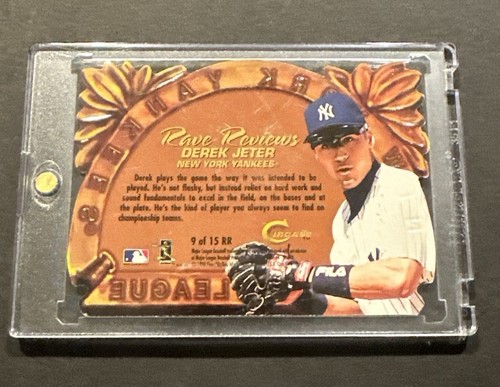 Rave Reviews
DEREK JETER
NEW YORK YANKEES
Derek plays the game the way it was intended to be
played. He's not flashy, but instead relies on hard work and
sound fundamentals to excel in the field, on the bases and at
the plate. He's the kind of player you always seem to find on
championship teams.
Circa 98
9 of 15 RR
NY
FILA
YANKEES
LEAGUE